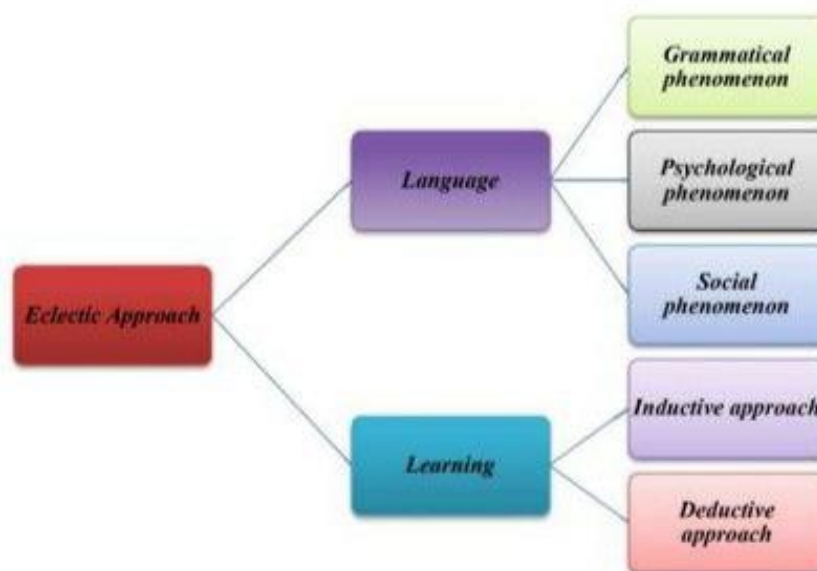 Grammatical
phenomenon
Language
Psychological
phenomenon
Social
phenomenon
Eclectic Approach
Learning
Inductive approach
Deductive
approach